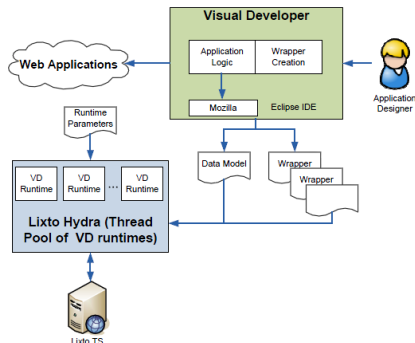 Visual Developer
Application
Logic
Wrapper
Creation
Web Applications
Mozilla
Eclipse IDE
Application
Designer
Runtime
Parameters
Data Model
Wrapper
Wrapper
VD
Runtime
VD
Runtime
...
VD
Runtime
Lixto Hydra (Thread
Pool of VD runtimes)
Lixto TS